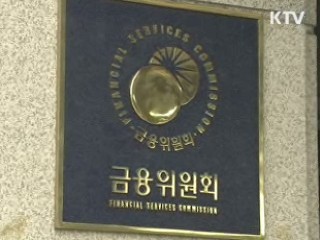 KTV
FINANCIAL SERVICES COMMISSION
금융위원회
금융위원회
FINANCIAL SERVICES COMMISSION